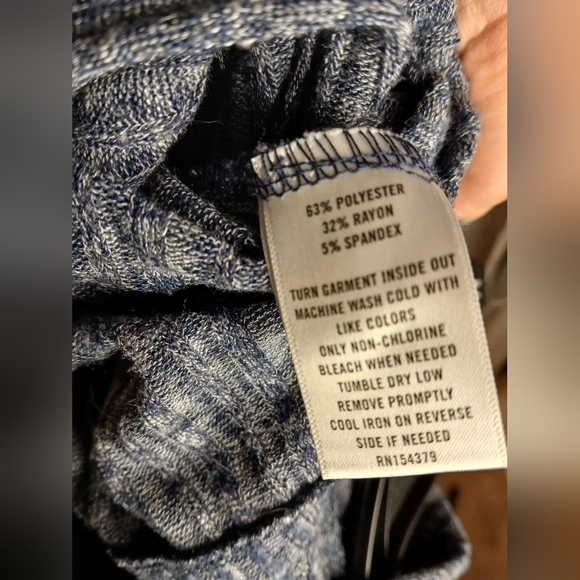 63% POLYESTER
32% RAYON
5% SPANDEX
TURN GARMENT INSIDE OUT
MACHINE WASH COLD WITH
LIKE COLORS
ONLY NON-CHLORINE
BLEACH WHEN NEEDED
TUMBLE DRY LOW
REMOVE PROMPTLY
COOL IRON ON REVERSE
SIDE IF NEEDED
RN154379